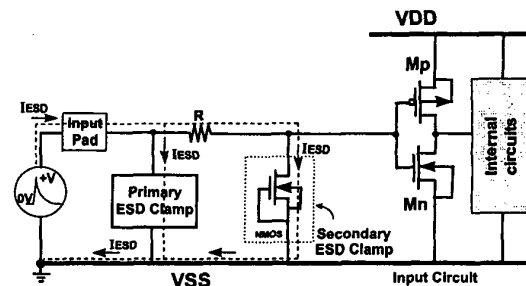 VDD
Mp
IESD
Input
Pad
R
IESD
IESD
Internal
circuits
+V
0V
Primary
ESD Clamp
NMOS
Mn
Secondary
ESD Clamp
IESD
VSS
Input Circuit